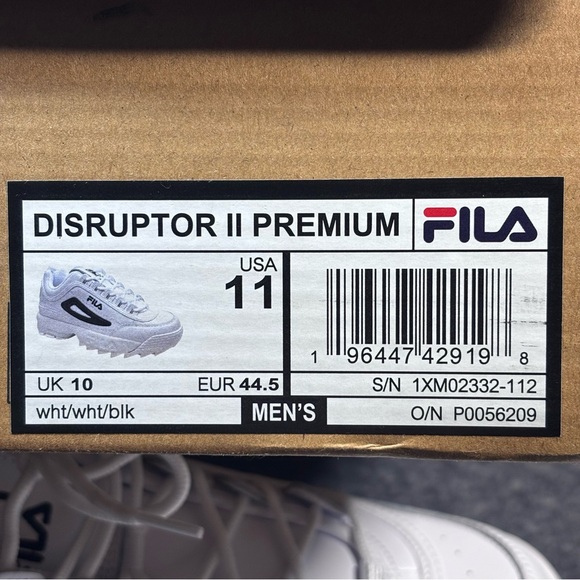 DISRUPTOR II PREMIUM
FILA
FILA
USA
11
UK 10
EUR 44.5
1 96447 42919 8
S/N 1XM02332-112
wht/wht/blk
MEN'S
O/N P0056209
FILA